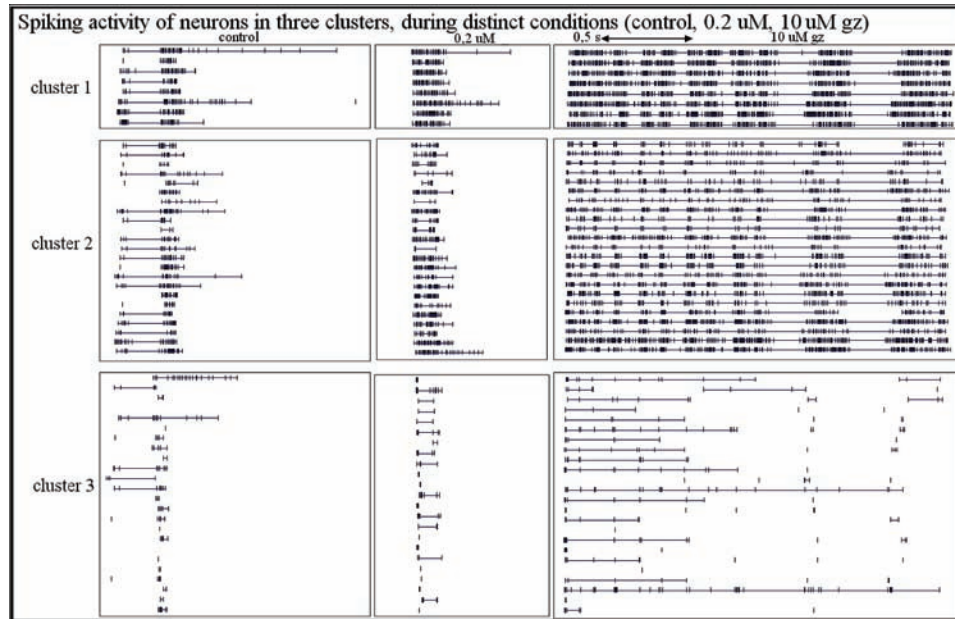 Spiking activity of neurons in three clusters, during distinct conditions (control, 0.2 uM, 10 uM gz)
control 0,2 uM 0,5 s 10 uM gz
cluster 1
cluster 2
cluster 3